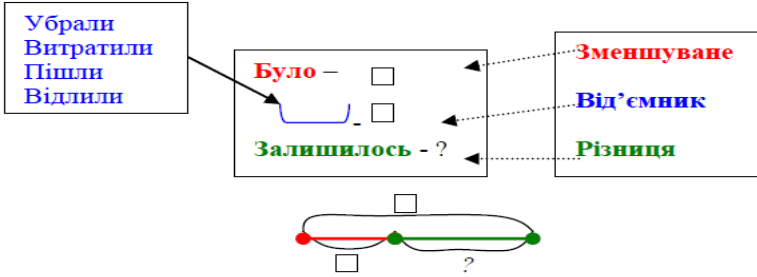 Убрали
Витратили
Пішли
Відлили
Було –
-
Залишилось - ?
Зменшуване
Від’ємник
Різниця
?